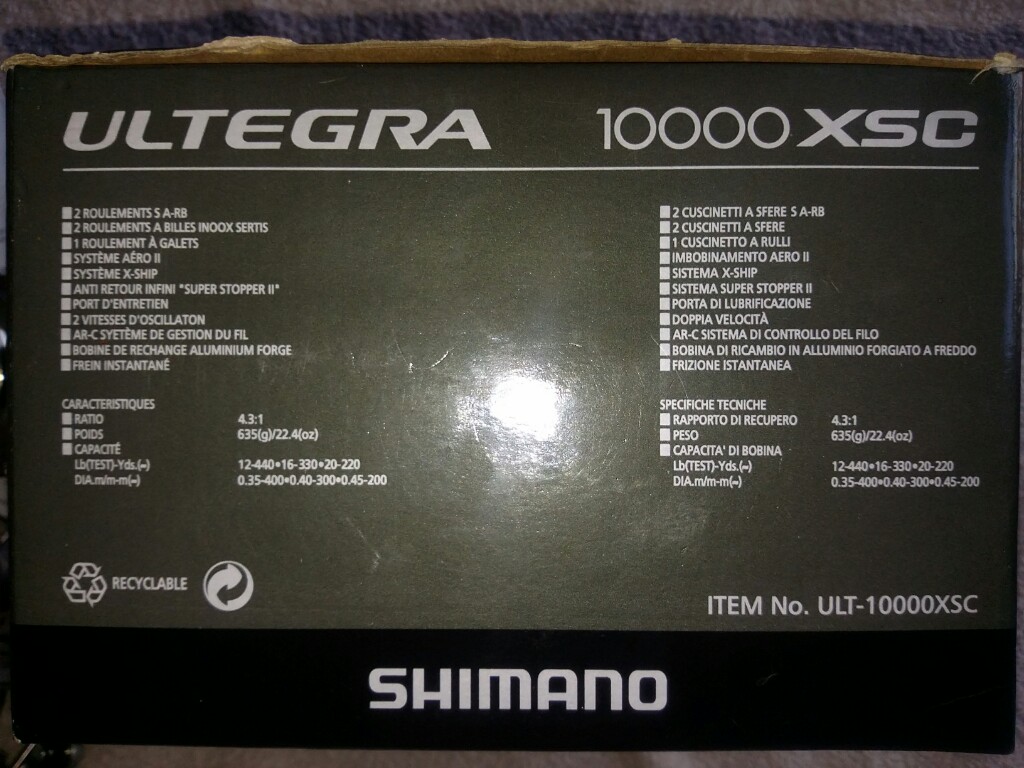 ULTEGRA 10000 XSC
2 ROULEMENTS S A-RB
2 ROULEMENTS A BILLES INOOX SERTIS
1 ROULEMENT À GALETS
SYSTÈME AÉRO II
SYSTÈME X-SHIP
ANTI RETOUR INFINI "SUPER STOPPER II"
PORT D'ENTRETIEN
2 VITESSES D'OSCILLATON
AR-C SYETÈME DE GESTION DU FIL
BOBINE DE RECHANGE ALUMINIUM FORGE
FREIN INSTANTANÉ
CARACTERISTIQUES
RATIO 4.3:1
POIDS 635(g)/22.4(oz)
CAPACITÉ
Lb(TEST)-Yds.(~) 12-440•16-330•20-220
DIA.m/m-m(~) 0.35-400•0.40-300•0.45-200
2 CUSCINETTI A SFERE S A-RB
2 CUSCINETTI A SFERE
1 CUSCINETTO A RULLI
IMBOBINAMENTO AERO II
SISTEMA X-SHIP
SISTEMA SUPER STOPPER II
PORTA DI LUBRIFICAZIONE
DOPPIA VELOCITÀ
AR-C SISTEMA DI CONTROLLO DEL FILO
BOBINA DI RICAMBIO IN ALLUMINIO FORGIATO A FREDDO
FRIZIONE ISTANTANEA
SPECIFICHE TECNICHE
RAPPORTO DI RECUPERO 4.3:1
PESO 635(g)/22.4(oz)
CAPACITA' DI BOBINA
Lb(TEST)-Yds.(~) 12-440•16-330•20-220
DIA.m/m-m(~) 0.35-400•0.40-300•0.45-200
RECYCLABLE
ITEM No. ULT-10000XSC
SHIMANO